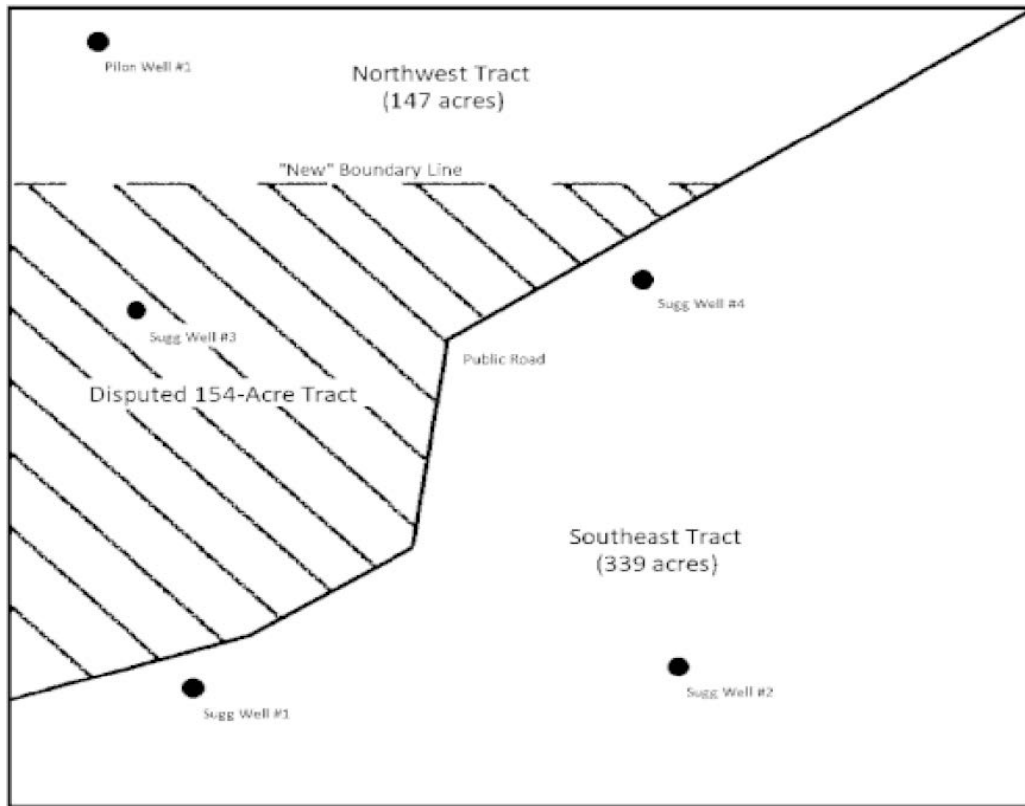 Pilon Well #1
Northwest Tract
(147 acres)
"New" Boundary Line
Sugg Well #4
Sugg Well #3
Public Road
Disputed 154-Acre Tract
Southeast Tract
(339 acres)
Sugg Well #2
Sugg Well #1